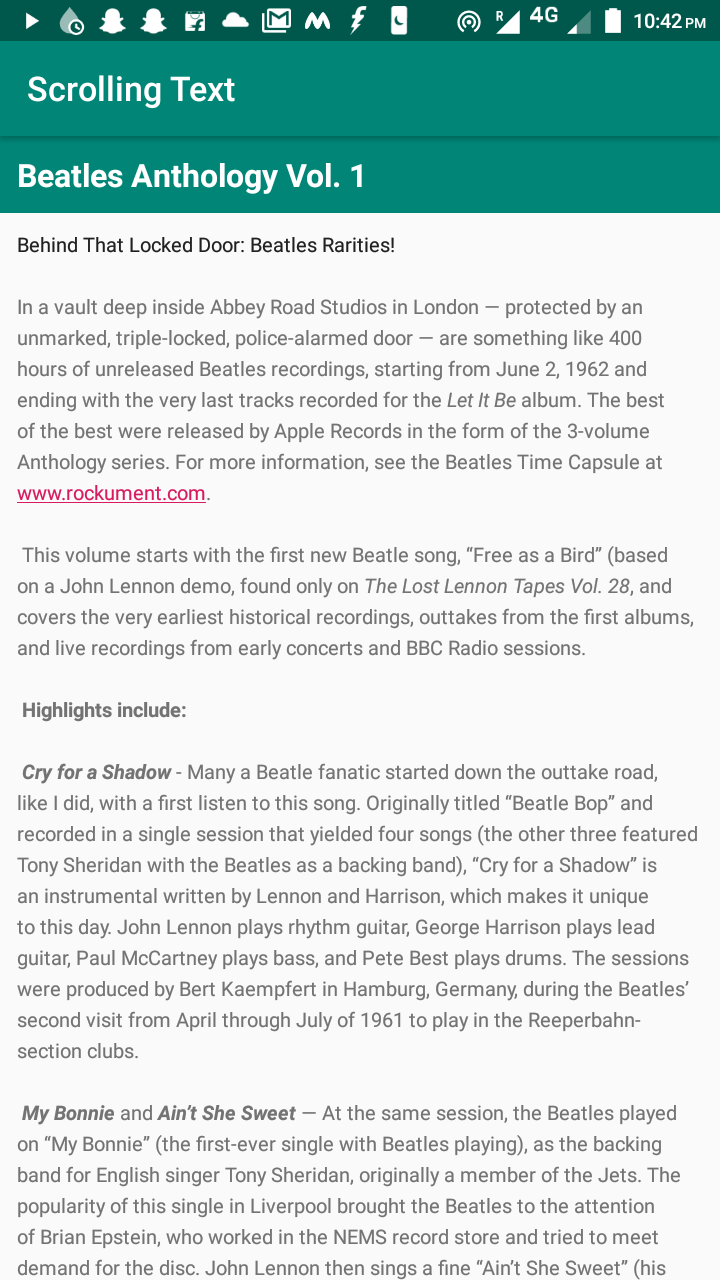 R 4G 10:42 PM
Scrolling Text
Beatles Anthology Vol. 1
Behind That Locked Door: Beatles Rarities!
In a vault deep inside Abbey Road Studios in London — protected by an
unmarked, triple-locked, police-alarmed door — are something like 400
hours of unreleased Beatles recordings, starting from June 2, 1962 and
ending with the very last tracks recorded for the Let It Be album. The best
of the best were released by Apple Records in the form of the 3-volume
Anthology series. For more information, see the Beatles Time Capsule at
www.rockument.com.
This volume starts with the first new Beatle song, “Free as a Bird” (based
on a John Lennon demo, found only on The Lost Lennon Tapes Vol. 28, and
covers the very earliest historical recordings, outtakes from the first albums,
and live recordings from early concerts and BBC Radio sessions.
Highlights include:
Cry for a Shadow - Many a Beatle fanatic started down the outtake road,
like I did, with a first listen to this song. Originally titled “Beatle Bop” and
recorded in a single session that yielded four songs (the other three featured
Tony Sheridan with the Beatles as a backing band), “Cry for a Shadow” is
an instrumental written by Lennon and Harrison, which makes it unique
to this day. John Lennon plays rhythm guitar, George Harrison plays lead
guitar, Paul McCartney plays bass, and Pete Best plays drums. The sessions
were produced by Bert Kaempfert in Hamburg, Germany, during the Beatles’
second visit from April through July of 1961 to play in the Reeperbahn-
section clubs.
My Bonnie and Ain’t She Sweet — At the same session, the Beatles played
on “My Bonnie” (the first-ever single with Beatles playing), as the backing
band for English singer Tony Sheridan, originally a member of the Jets. The
popularity of this single in Liverpool brought the Beatles to the attention
of Brian Epstein, who worked in the NEMS record store and tried to meet
demand for the disc. John Lennon then sings a fine “Ain’t She Sweet” (his